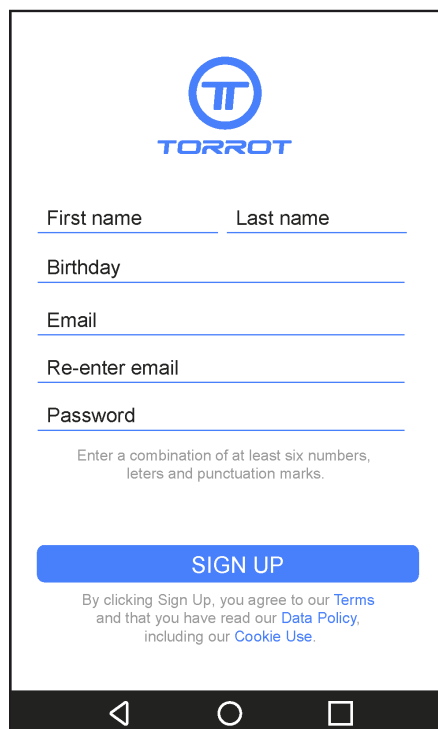 TORROT
First name Last name
Birthday
Email
Re-enter email
Password
Enter a combination of at least six numbers,
leters and punctuation marks.
SIGN UP
By clicking Sign Up, you agree to our Terms
and that you have read our Data Policy,
including our Cookie Use.